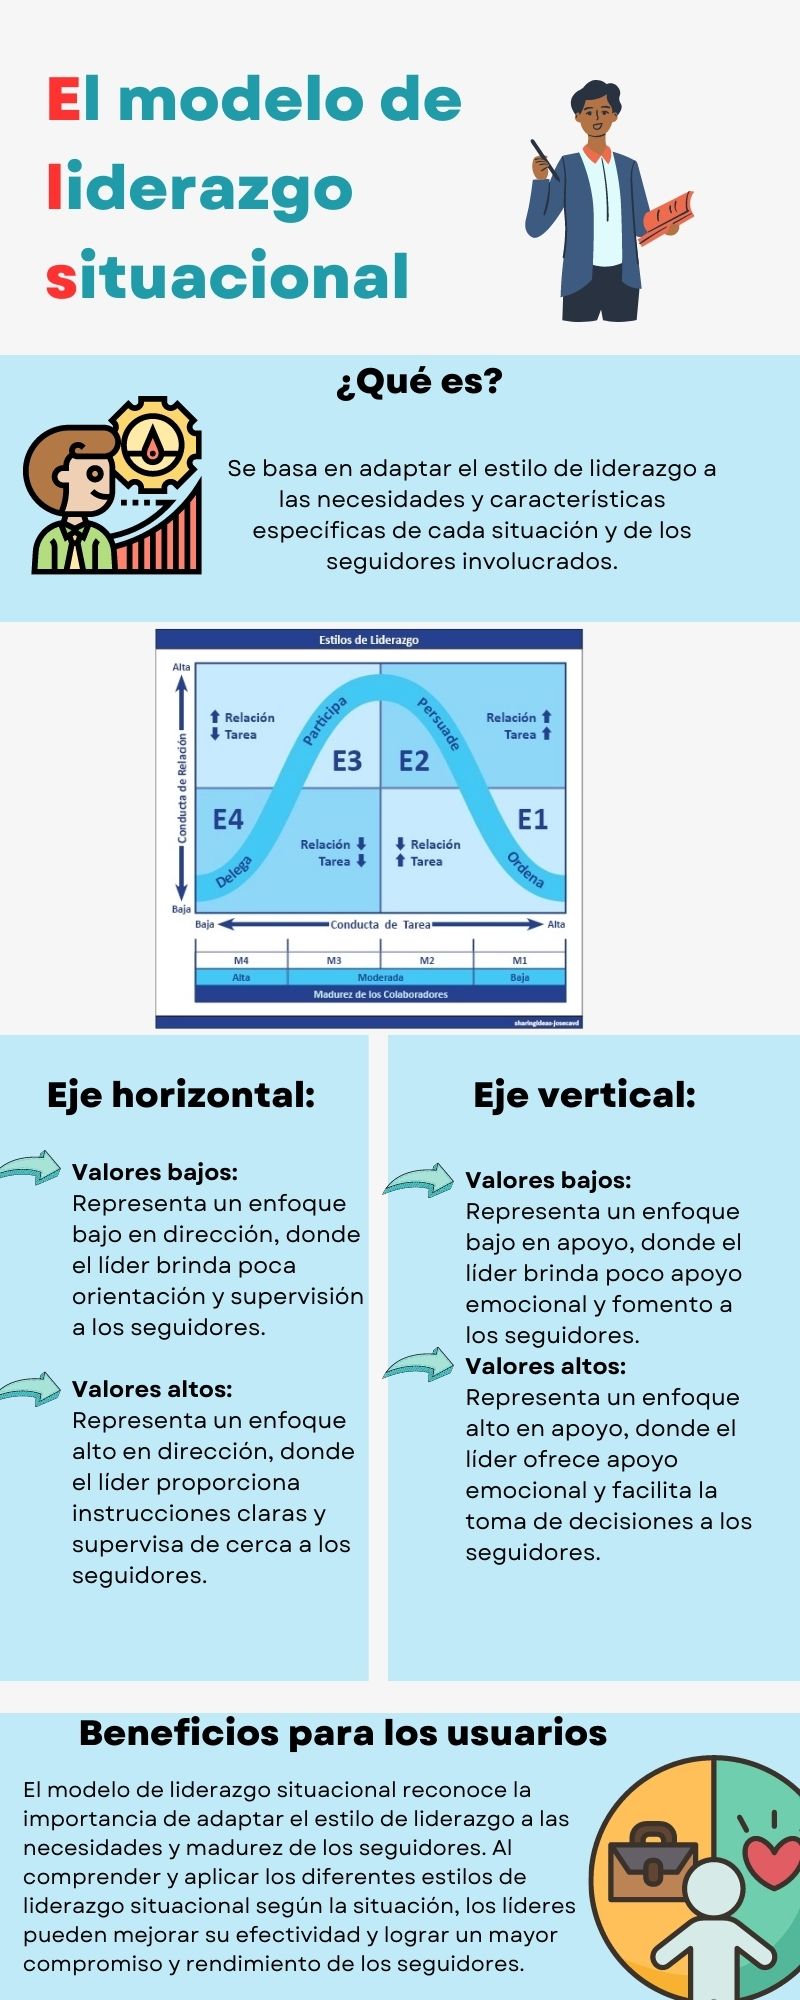 El modelo de
liderazgo
situacional
¿Qué es?
Se basa en adaptar el estilo de liderazgo a
las necesidades y características
específicas de cada situación y de los
seguidores involucrados.
Estilos de Liderazgo
Alta
Conducta de Relación
Baja
Relación
Tarea
Participa
Persuade
Relación
Tarea
E3
E2
E4
E1
Relación
Tarea
Relación
Tarea
Delega
Ordena
Baja
Conducta de Tarea
Alta
M4
M3
M2
M1
Alta
Moderada
Baja
Madurez de los Colaboradores
sharingideas-josecavd
Eje horizontal:
Valores bajos:
Representa un enfoque
bajo en dirección, donde
el líder brinda poca
orientación y supervisión
a los seguidores.
Valores altos:
Representa un enfoque
alto en dirección, donde
el líder proporciona
instrucciones claras y
supervisa de cerca a los
seguidores.
Eje vertical:
Valores bajos:
Representa un enfoque
bajo en apoyo, donde el
líder brinda poco apoyo
emocional y fomento a
los seguidores.
Valores altos:
Representa un enfoque
alto en apoyo, donde el
líder ofrece apoyo
emocional y facilita la
toma de decisiones a los
seguidores.
Beneficios para los usuarios
El modelo de liderazgo situacional reconoce la
importancia de adaptar el estilo de liderazgo a las
necesidades y madurez de los seguidores. Al
comprender y aplicar los diferentes estilos de
liderazgo situacional según la situación, los líderes
pueden mejorar su efectividad y lograr un mayor
compromiso y rendimiento de los seguidores.